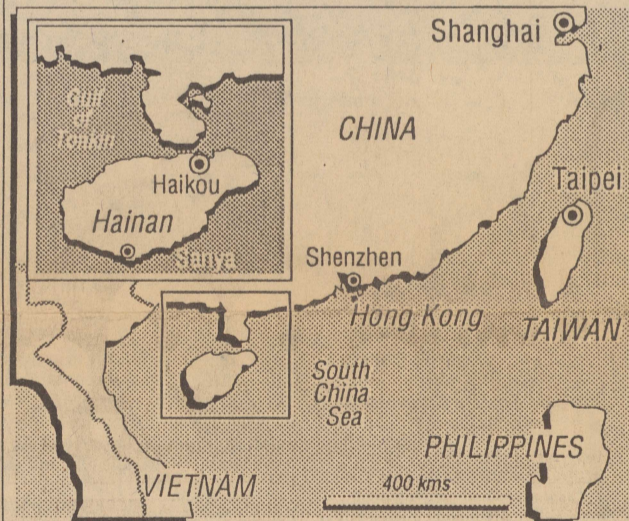 Shanghai
CHINA
Gulf
of
Tonkin
Haikou
Hainan
Sanya
Taipei
Shenzhen
Hong Kong
TAIWAN
South
China
Sea
PHILIPPINES
VIETNAM
400 kms